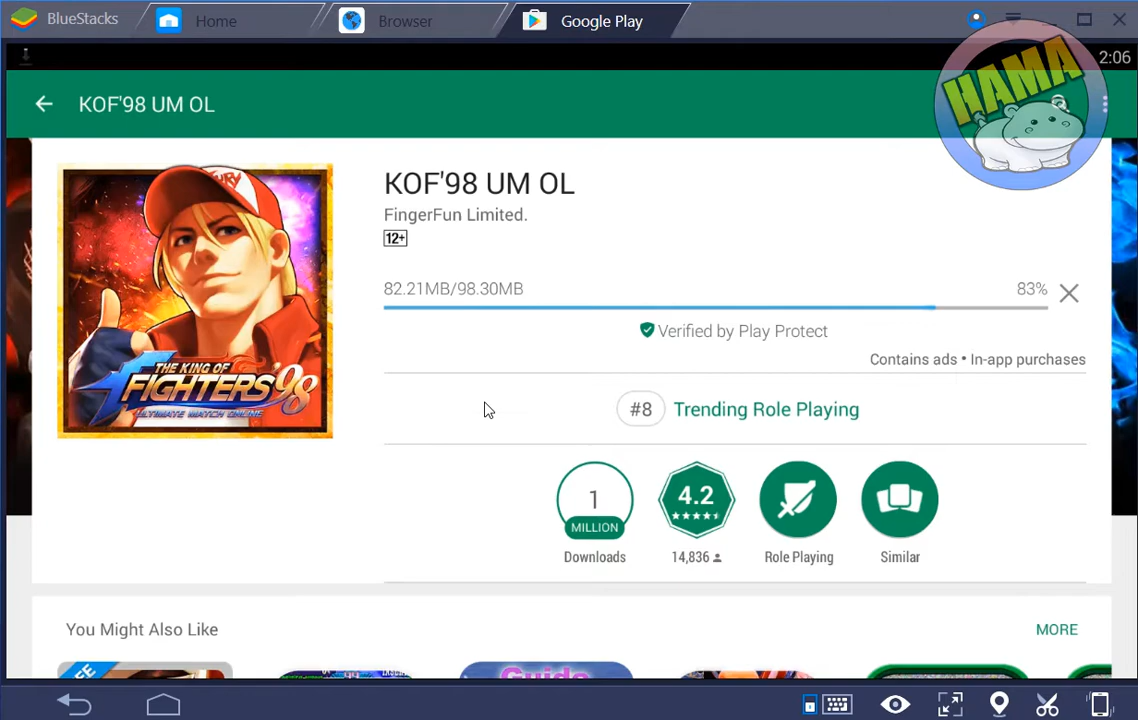 BlueStacks Home Browser Google Play
2:06
HAMA
KOF'98 UM OL
KOF'98 UM OL
FURY
FingerFun Limited.
12+
82.21MB/98.30MB 83%
Verified by Play Protect
Contains ads • In-app purchases
THE KING OF
FIGHTERS'98
ULTIMATE MATCH ONLINE
#8 Trending Role Playing
1
MILLION
4.2
Downloads 14,836 Role Playing Similar
You Might Also Like MORE
FREE
Guide